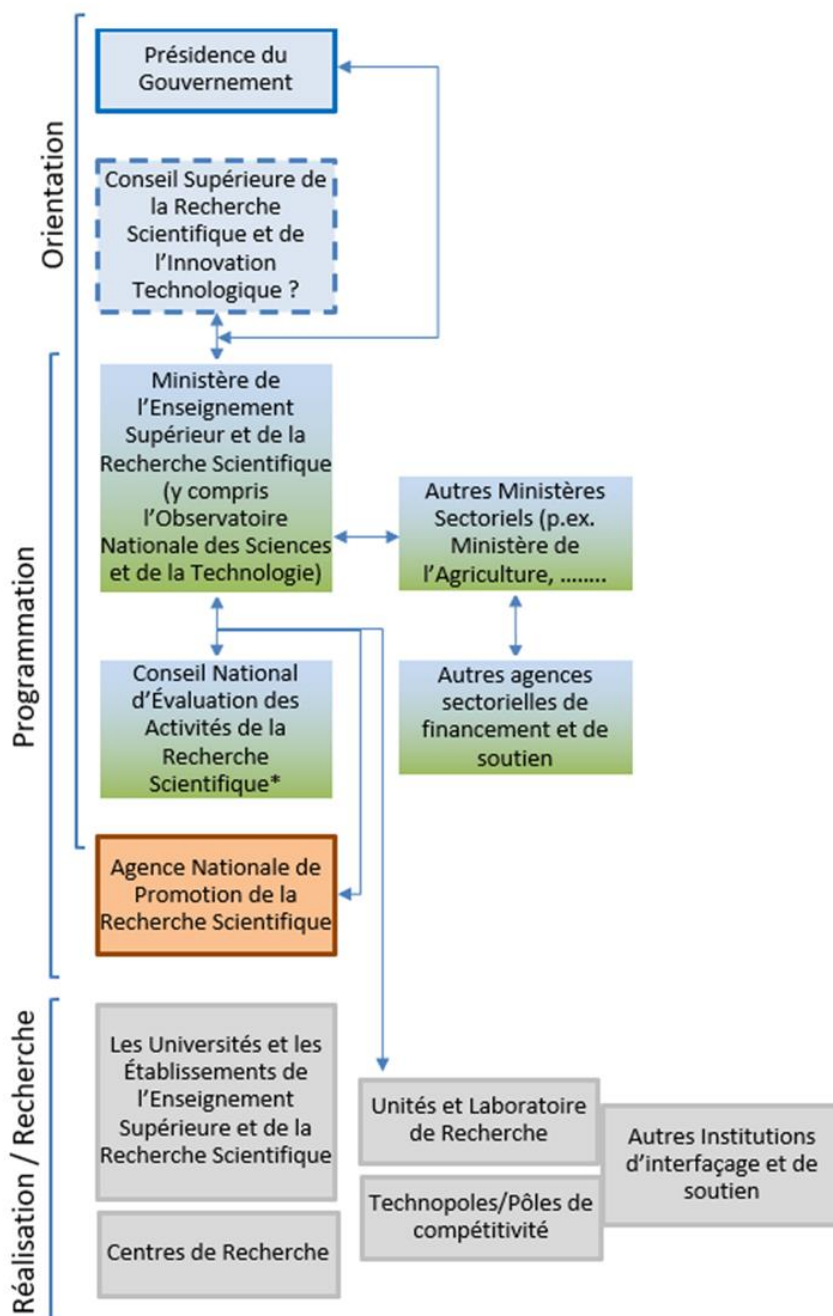 Orientation
Présidence du
Gouvernement
Conseil Supérieure de
la Recherche
Scientifique et de
l'Innovation
Technologique ?
Programmation
Ministère de
l'Enseignement
Supérieur et de la
Recherche Scientifique
(y compris
l'Observatoire
Nationale des Sciences
et de la Technologie)
Autres Ministères
Sectoriels (p.ex.
Ministère de
l'Agriculture, ........
Conseil National
d'Évaluation des
Activités de la
Recherche
Scientifique*
Autres agences
sectorielles de
financement et de
soutien
Agence Nationale de
Promotion de la
Recherche Scientifique
Réalisation / Recherche
Les Universités et les
Établissements de
l'Enseignement
Supérieure et de la
Recherche Scientifique
Unités et Laboratoire
de Recherche
Autres Institutions
d'interfaçage et de
soutien
Centres de Recherche
Technopoles/Pôles de
compétitivité